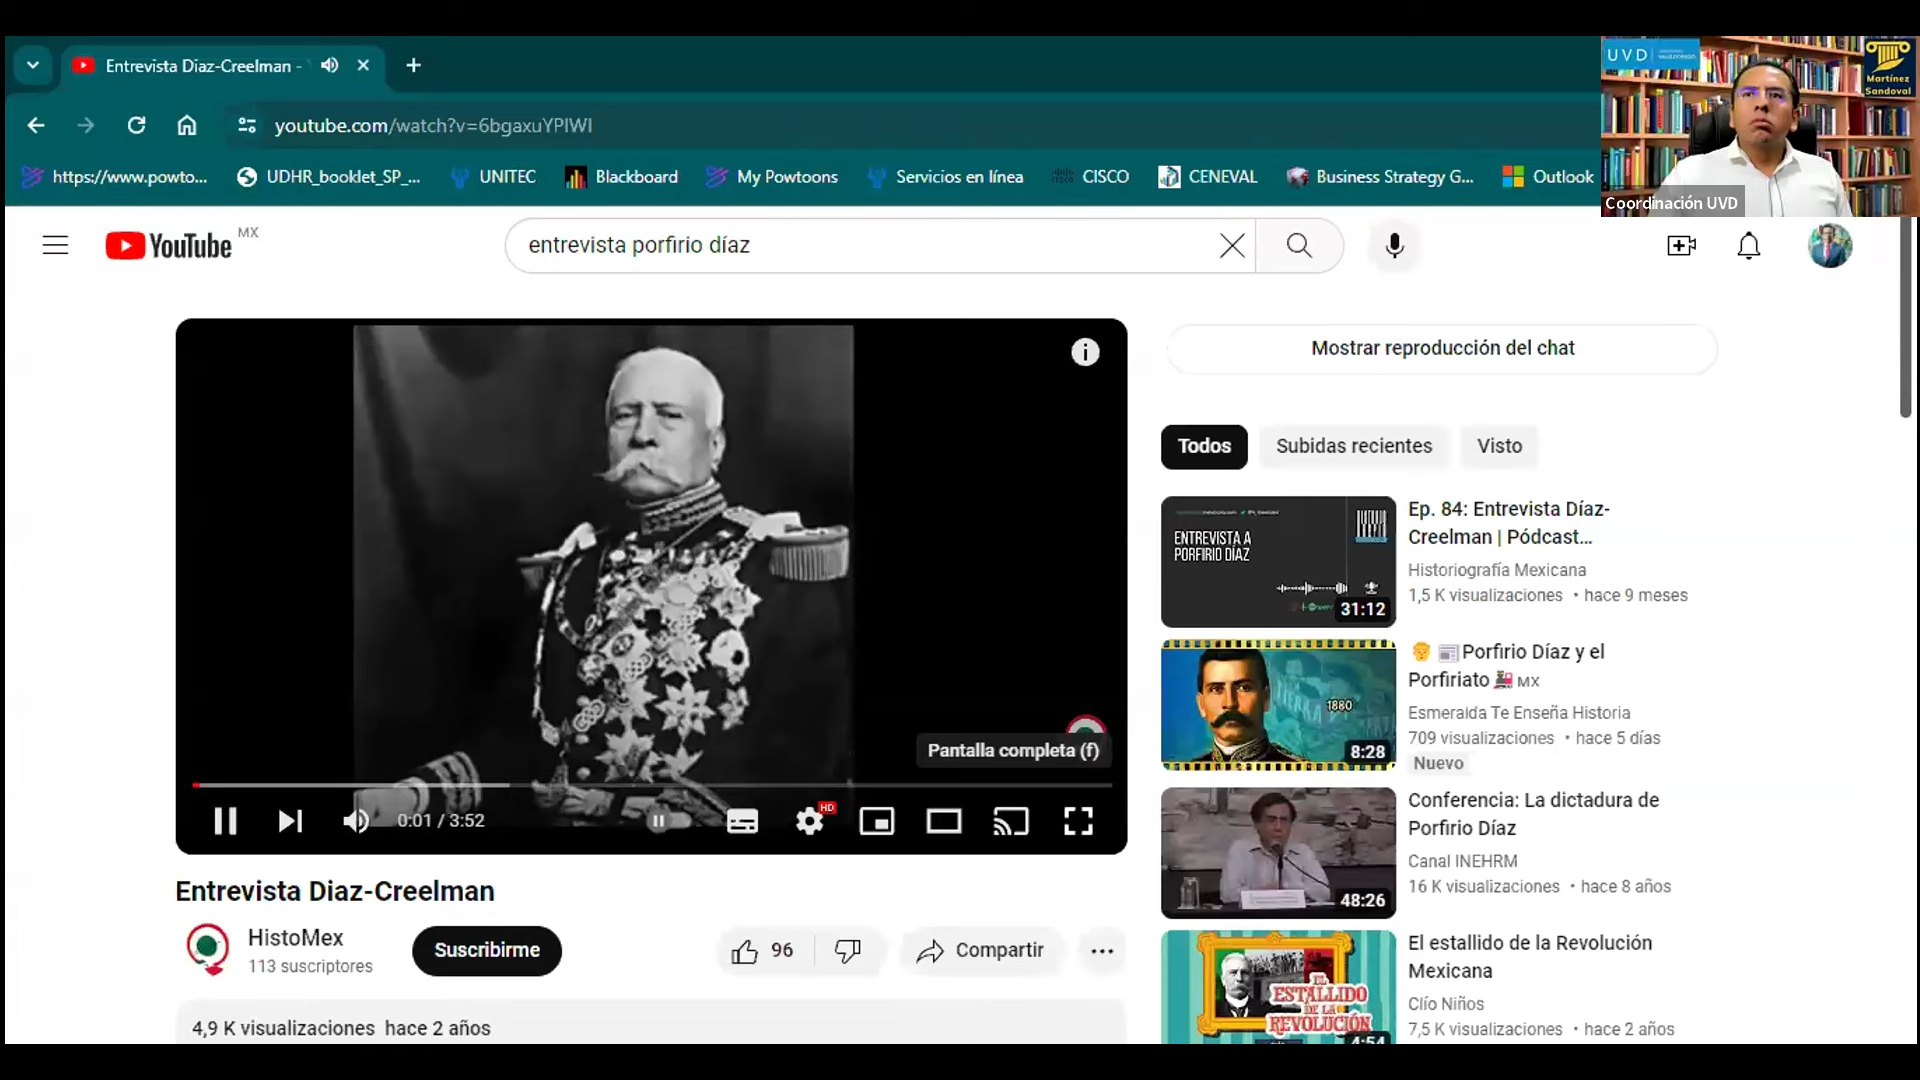 Entrevista Diaz-Creelman -
youtube.com/watch?v=6bgaxuYPIWI
https://www.powto...
UDHR_booklet_SP_...
UNITEC
Blackboard
My Powtoons
Servicios en línea
CISCO
CENEVAL
Business Strategy G...
Outlook
UVD
Martínez
Sandoval
Coordinación UVD
YouTube MX
entrevista porfirio díaz
Pantalla completa (f)
0:01 / 3:52
HD
Entrevista Diaz-Creelman
HistoMex
113 suscriptores
Suscribirme
96
Compartir
4,9 K visualizaciones hace 2 años
Mostrar reproducción del chat
Todos
Subidas recientes
Visto
ENTREVISTA A
PORFIRIO DÍAZ
31:12
Ep. 84: Entrevista Díaz-
Creelman | Pódcast...
Historiografía Mexicana
1,5 K visualizaciones • hace 9 meses
1880
8:28
Porfirio Díaz y el
Porfiriato MX
Esmeralda Te Enseña Historia
709 visualizaciones • hace 5 días
Nuevo
48:26
Conferencia: La dictadura de
Porfirio Díaz
Canal INEHRM
16 K visualizaciones • hace 8 años
EL
ESTALLIDO
DE LA
REVOLUCIÓN
4:54
El estallido de la Revolución
Mexicana
Clío Niños
7,5 K visualizaciones • hace 2 años